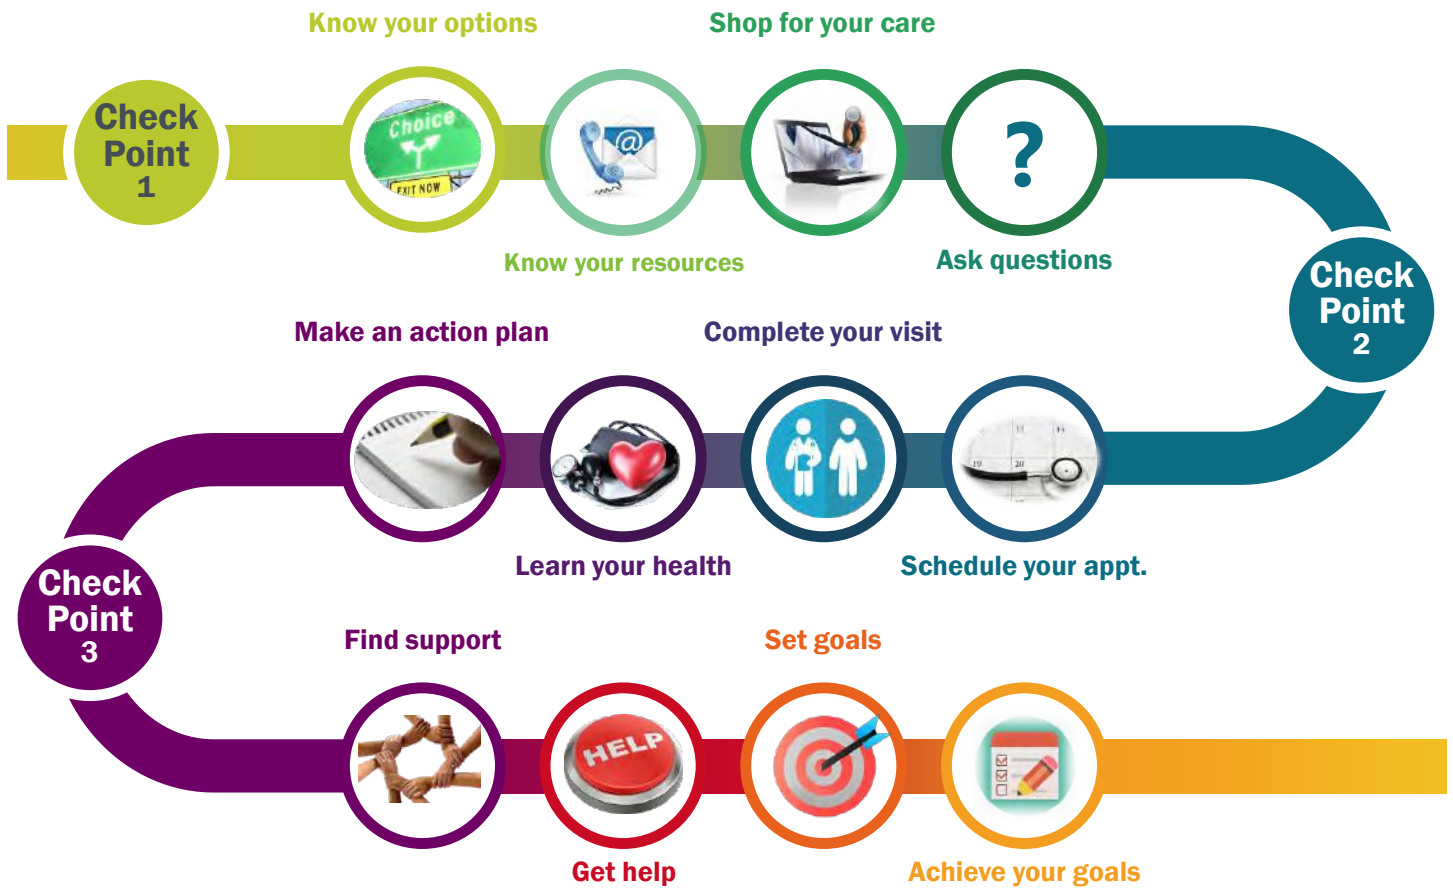 Know your options
Shop for your care
Check
Point
1
Choice
EXIT NOW
@
?
Know your resources
Ask questions
Check
Point
2
Make an action plan
Complete your visit
Learn your health
Schedule your appt.
Check
Point
3
Find support
Set goals
HELP
Get help
Achieve your goals